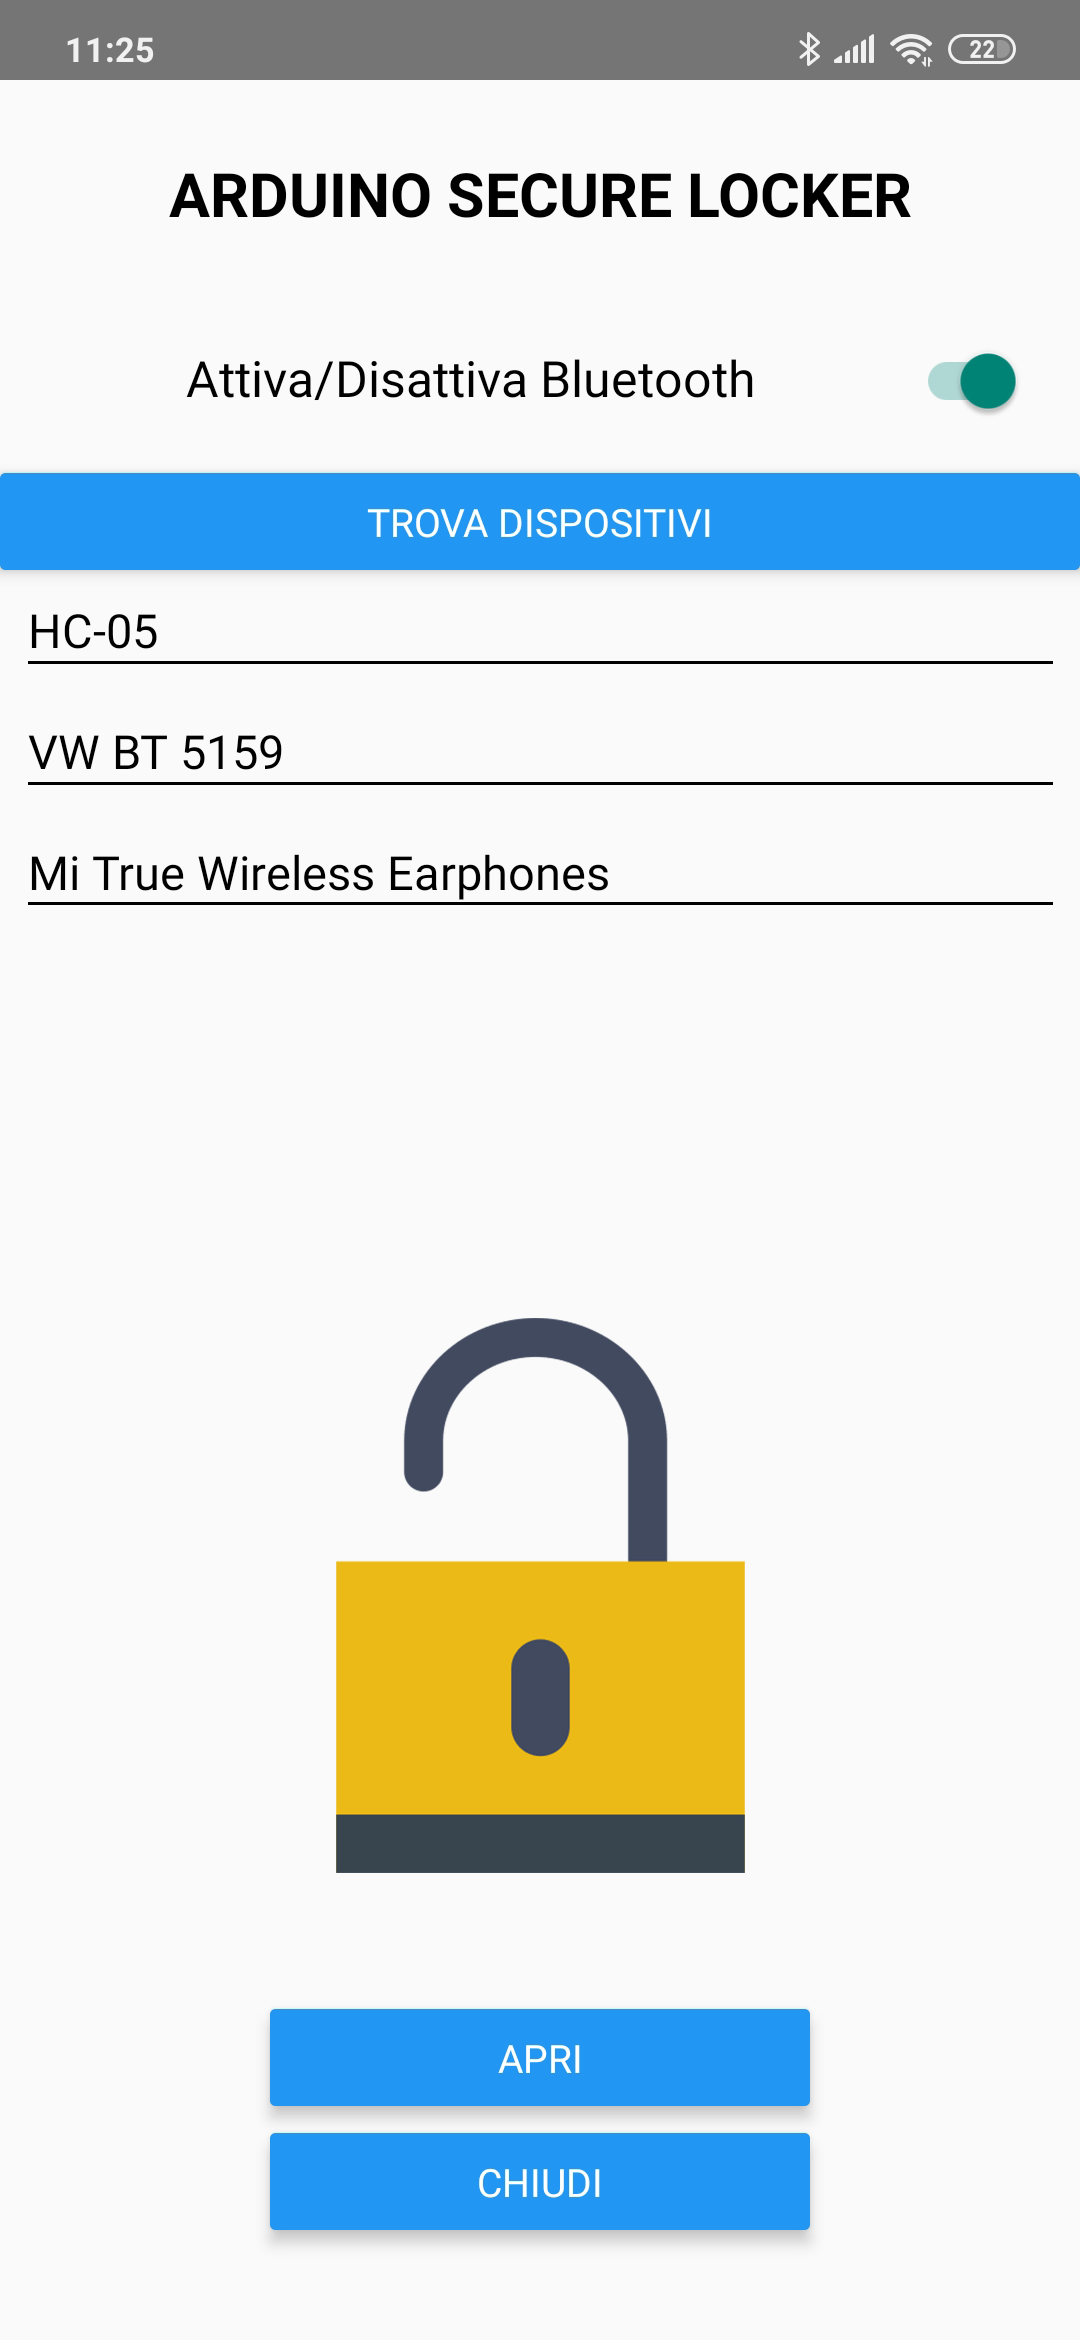 11:25
22
ARDUINO SECURE LOCKER
Attiva/Disattiva Bluetooth
TROVA DISPOSITIVI
HC-05
VW BT 5159
Mi True Wireless Earphones
APRI
CHIUDI